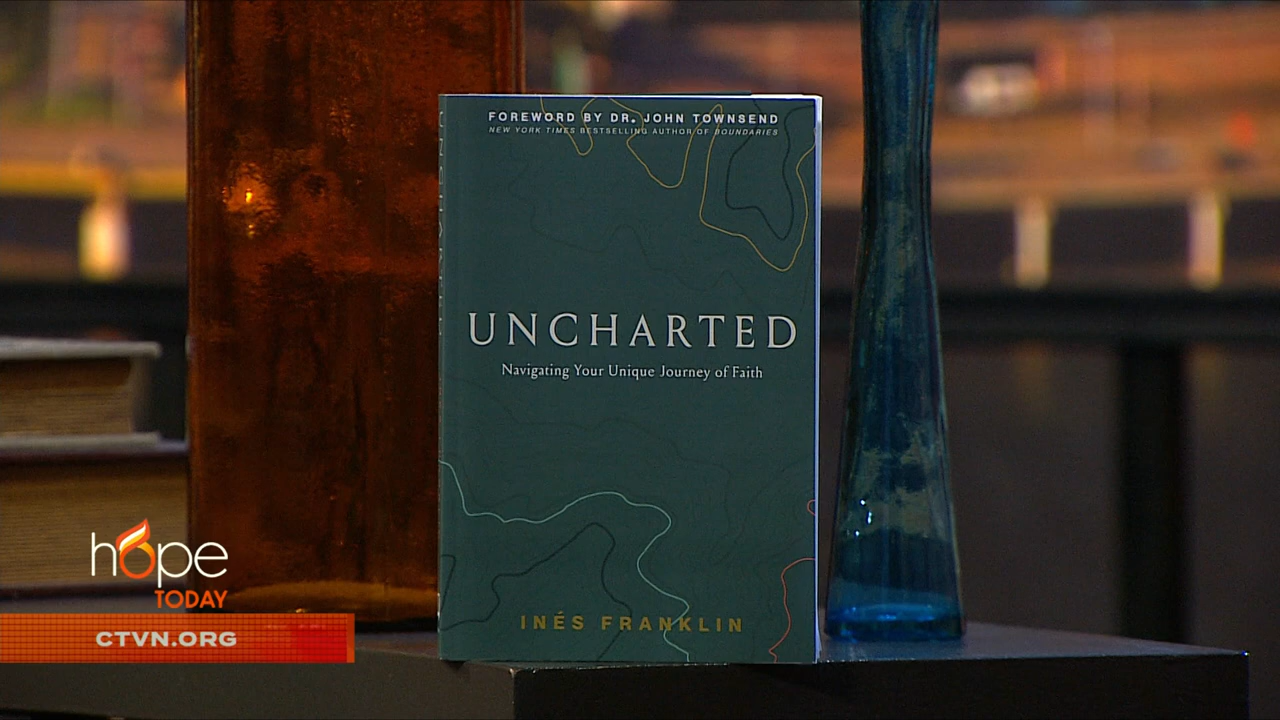 FOREWORD BY DR. JOHN TOWNSEND
NEW YORK TIMES BESTSELLING AUTHOR OF BOUNDARIES
UNCHARTED
Navigating Your Unique Journey of Faith
INÉS FRANKLIN
hope
TODAY
CTVN.ORG